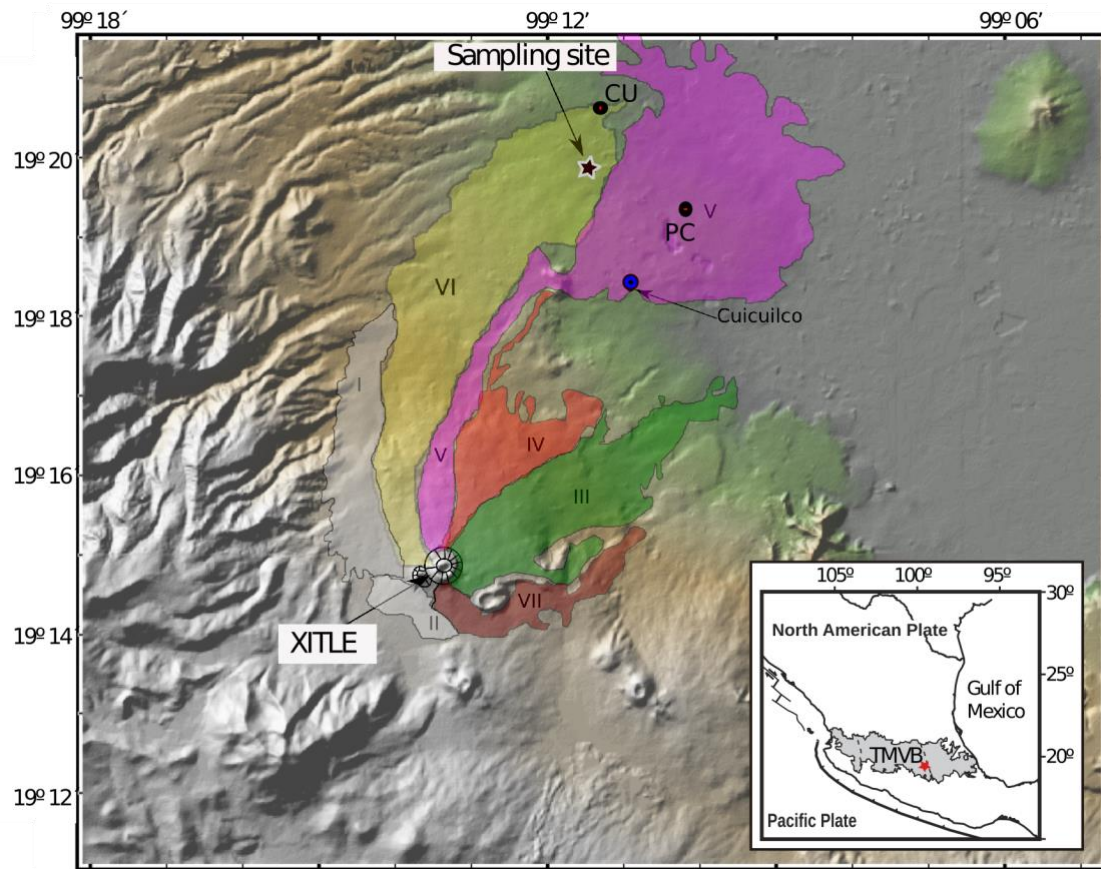 99º 18´
99º 12’
99º 06’
Sampling site
CU
19º 20
V
PC
VI
19º 18
Cuicuilco
I
IV
V
19º 16
III
VII
II
19º 14
XITLE
19º 12
105º
100º
95º
30º
North American Plate
25º
Gulf of
Mexico
TMVB
20º
Pacific Plate